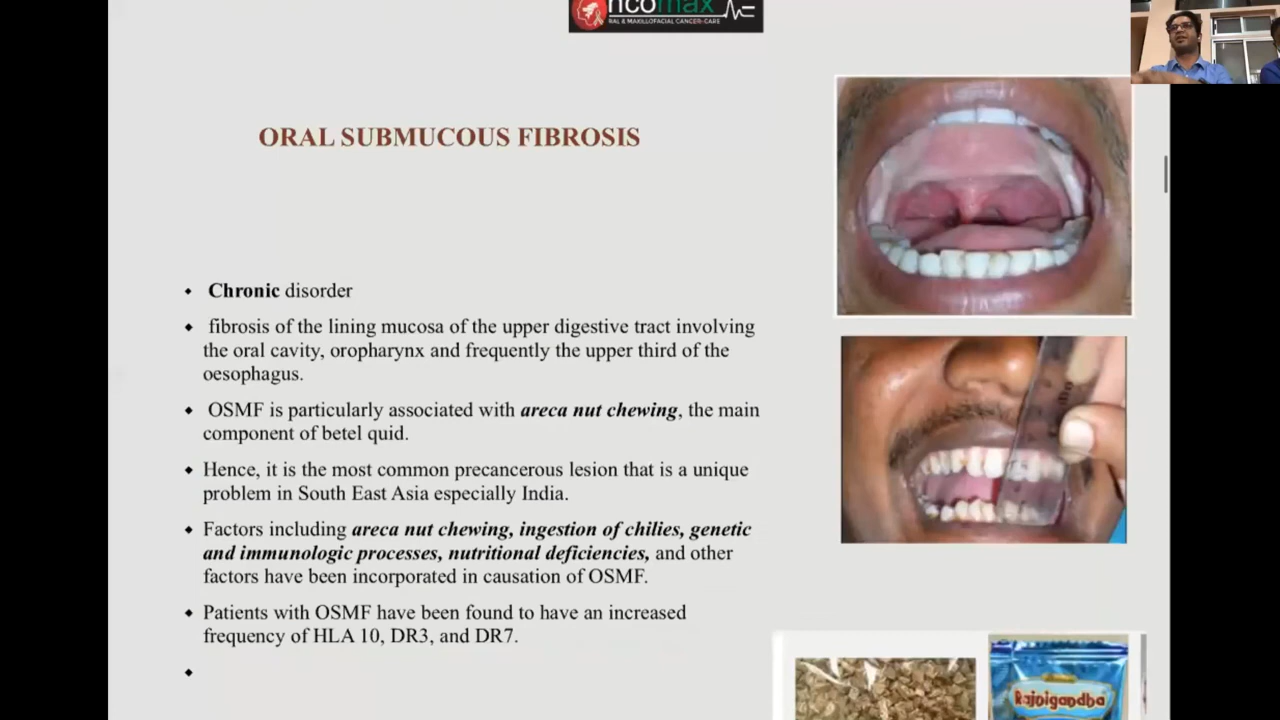 ncomax
RAL & MAXILLOFACIAL CANCER-CARE
ORAL SUBMUCOUS FIBROSIS
⬥ Chronic disorder
⬥ fibrosis of the lining mucosa of the upper digestive tract involving
the oral cavity, oropharynx and frequently the upper third of the
oesophagus.
⬥ OSMF is particularly associated with areca nut chewing, the main
component of betel quid.
⬥ Hence, it is the most common precancerous lesion that is a unique
problem in South East Asia especially India.
⬥ Factors including areca nut chewing, ingestion of chilies, genetic
and immunologic processes, nutritional deficiencies, and other
factors have been incorporated in causation of OSMF.
⬥ Patients with OSMF have been found to have an increased
frequency of HLA 10, DR3, and DR7.
⬥
Rajnigandha